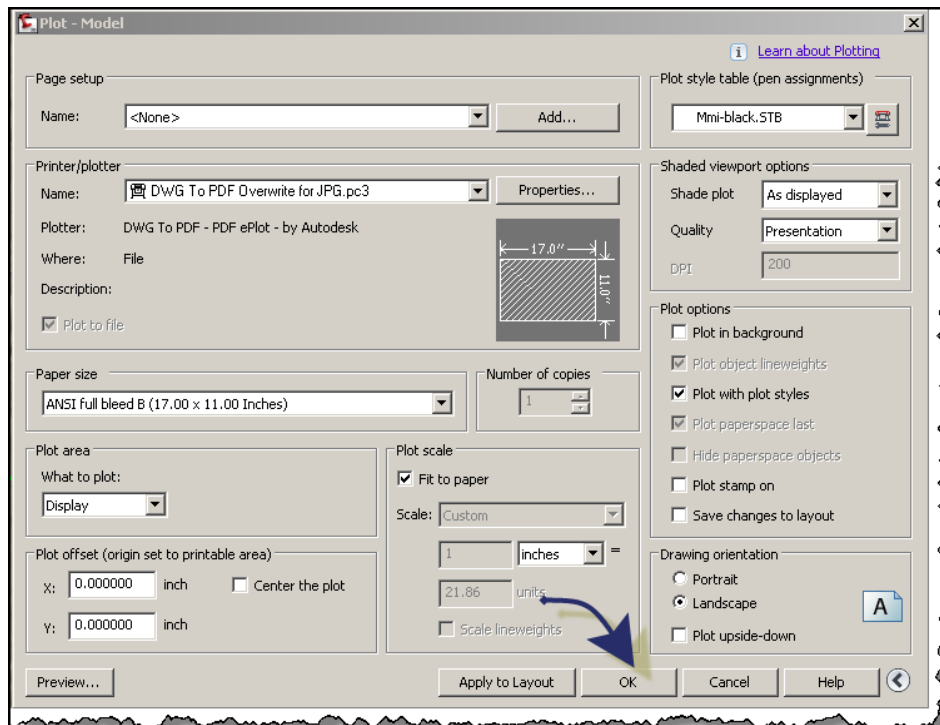 Plot - Model
Learn about Plotting
Page setup
Name: <None> Add...
Plot style table (pen assignments)
Mmi-black.STB
Printer/plotter
Name: DWG To PDF Overwrite for JPG.pc3 Properties...
Plotter: DWG To PDF - PDF ePlot - by Autodesk
Where: File
Description:
Plot to file
17.0''
11.0''
Shaded viewport options
Shade plot As displayed
Quality Presentation
DPI 200
Paper size
ANSI full bleed B (17.00 x 11.00 Inches)
Number of copies
1
Plot options
Plot in background
Plot object lineweights
Plot with plot styles
Plot paperspace last
Hide paperspace objects
Plot stamp on
Save changes to layout
Plot area
What to plot:
Display
Plot scale
Fit to paper
Scale: Custom
1 inches =
21.86 units
Scale lineweights
Plot offset (origin set to printable area)
X: 0.000000 inch Center the plot
Y: 0.000000 inch
Drawing orientation
Portrait
Landscape
Plot upside-down
A
Preview... Apply to Layout OK Cancel Help